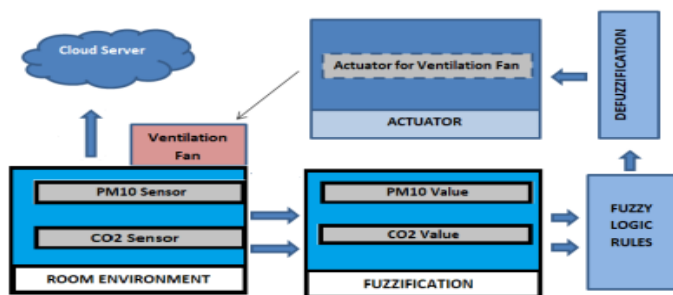 Cloud Server
Actuator for Ventilation Fan
ACTUATOR
DEFUZZIFICATION
Ventilation
Fan
PM10 Sensor
CO2 Sensor
ROOM ENVIRONMENT
PM10 Value
CO2 Value
FUZZIFICATION
FUZZY
LOGIC
RULES